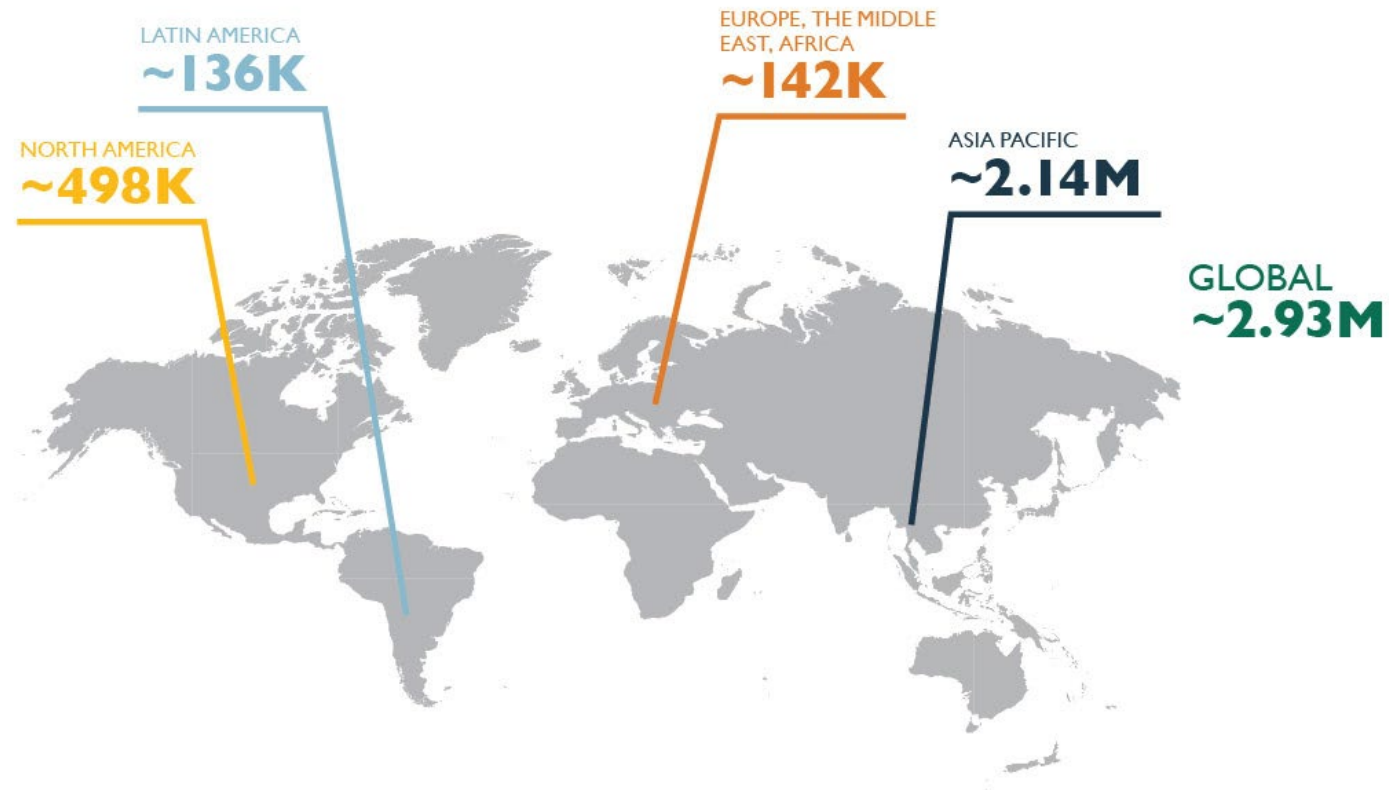 LATIN AMERICA
~136K
EUROPE, THE MIDDLE
EAST, AFRICA
~142K
NORTH AMERICA
~498K
ASIA PACIFIC
~2.14M
GLOBAL
~2.93M